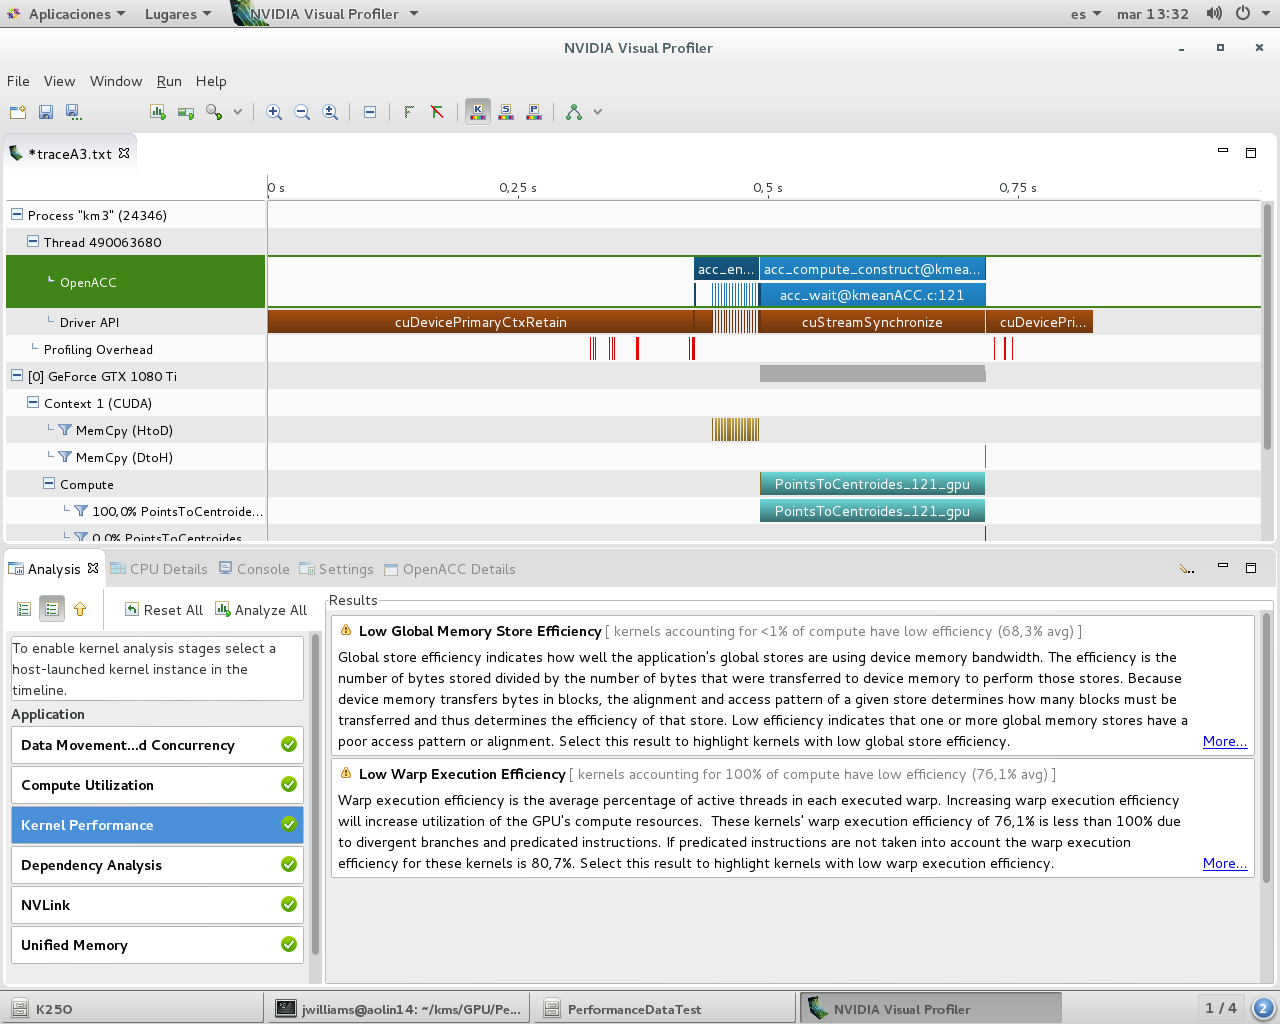 Aplicaciones Lugares NVIDIA Visual Profiler es mar 13:32
NVIDIA Visual Profiler
File View Window Run Help
K S P
*traceA3.txt
0 s 0,25 s 0,5 s 0,75 s
Process "km3" (24346)
Thread 490063680
OpenACC
acc_en... acc_compute_construct@kmea...
acc_wait@kmeanACC.c:121
Driver API cuDevicePrimaryCtxRetain cuStreamSynchronize cuDevicePri...
Profiling Overhead
[0] GeForce GTX 1080 Ti
Context 1 (CUDA)
MemCpy (HtoD)
MemCpy (DtoH)
Compute PointsToCentroides_121_gpu
100,0% PointsToCentroide... PointsToCentroides_121_gpu
0,0% PointsToCentroides
Analysis CPU Details Console Settings OpenACC Details
Reset All Analyze All
To enable kernel analysis stages select a
host-launched kernel instance in the
timeline.
Application
Data Movement...d Concurrency
Compute Utilization
Kernel Performance
Dependency Analysis
NVLink
Unified Memory
Results
Low Global Memory Store Efficiency [ kernels accounting for <1% of compute have low efficiency (68,3% avg) ]
Global store efficiency indicates how well the application's global stores are using device memory bandwidth. The efficiency is the
number of bytes stored divided by the number of bytes that were transferred to device memory to perform those stores. Because
device memory transfers bytes in blocks, the alignment and access pattern of a given store determines how many blocks must be
transferred and thus determines the efficiency of that store. Low efficiency indicates that one or more global memory stores have a
poor access pattern or alignment. Select this result to highlight kernels with low global store efficiency. More...
Low Warp Execution Efficiency [ kernels accounting for 100% of compute have low efficiency (76,1% avg) ]
Warp execution efficiency is the average percentage of active threads in each executed warp. Increasing warp execution efficiency
will increase utilization of the GPU's compute resources. These kernels' warp execution efficiency of 76,1% is less than 100% due
to divergent branches and predicated instructions. If predicated instructions are not taken into account the warp execution
efficiency for these kernels is 80,7%. Select this result to highlight kernels with low warp execution efficiency. More...
K250 jwilliams@aolin14: ~/kms/GPU/Pe... PerformanceDataTest NVIDIA Visual Profiler 1 / 4 2